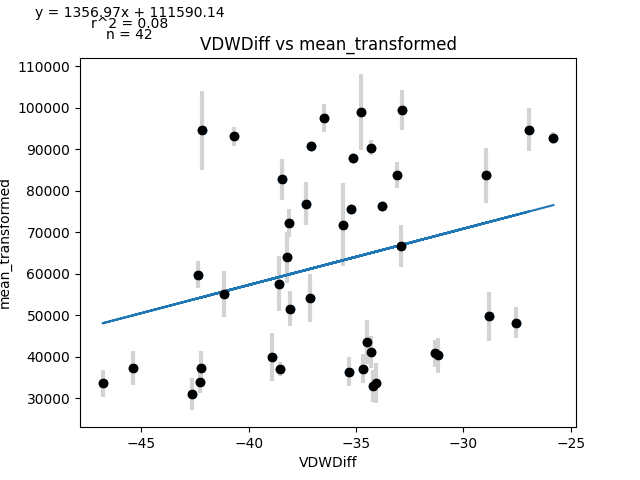 y = 1356.97x + 111590.14
r^2 = 0.08
n = 42
VDWDiff vs mean_transformed
110000
100000
90000
80000
70000
60000
50000
40000
30000
mean_transformed
−45
−40
−35
−30
−25
VDWDiff